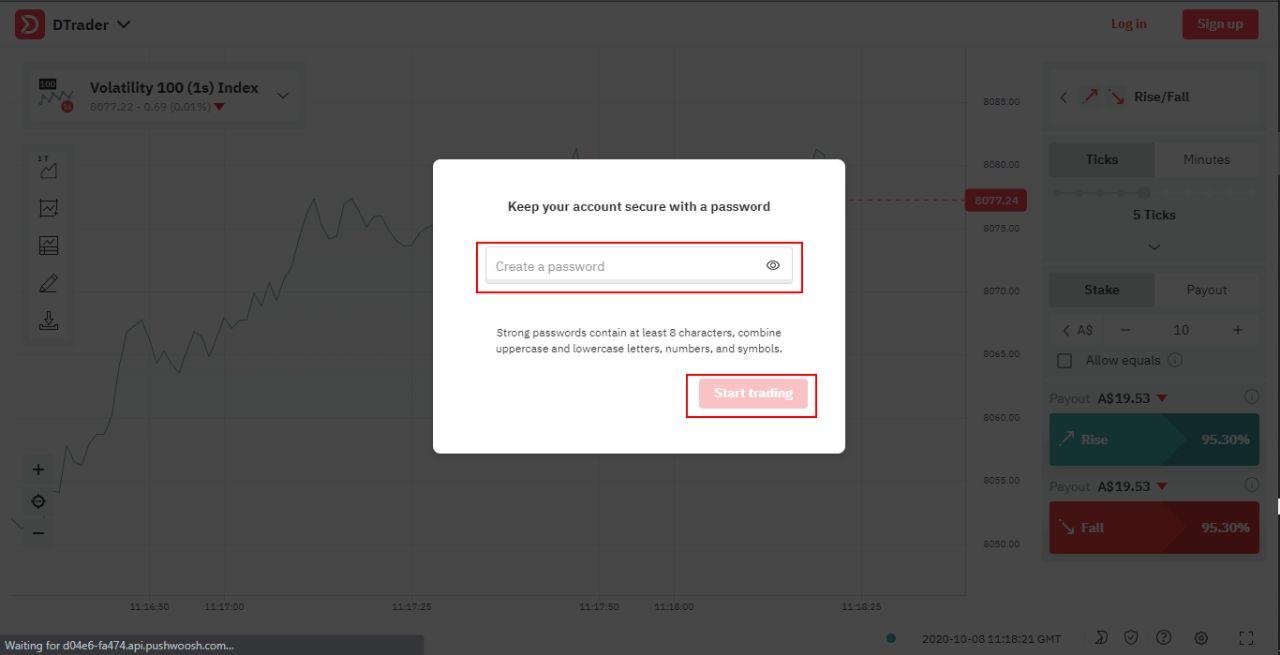 DTrader
Log in
Sign up
100
1s
Volatility 100 (1s) Index
8077.22 - 0.69 (0.01%)
1 T
Keep your account secure with a password
Create a password
Strong passwords contain at least 8 characters, combine
uppercase and lowercase letters, numbers, and symbols.
Start trading
8085.00
8080.00
8077.24
8075.00
8070.00
8065.00
8060.00
8055.00
8050.00
Rise/Fall
Ticks
Minutes
5 Ticks
Stake
Payout
A$
−
10
+
Allow equals
Payout A$19.53
Rise
95.30%
Payout A$19.53
Fall
95.30%
+
−
11:16:50
11:17:00
11:17:25
11:17:50
11:18:00
11:18:25
Waiting for d04e6-fa474.api.pushwoosh.com...
2020-10-08 11:18:21 GMT